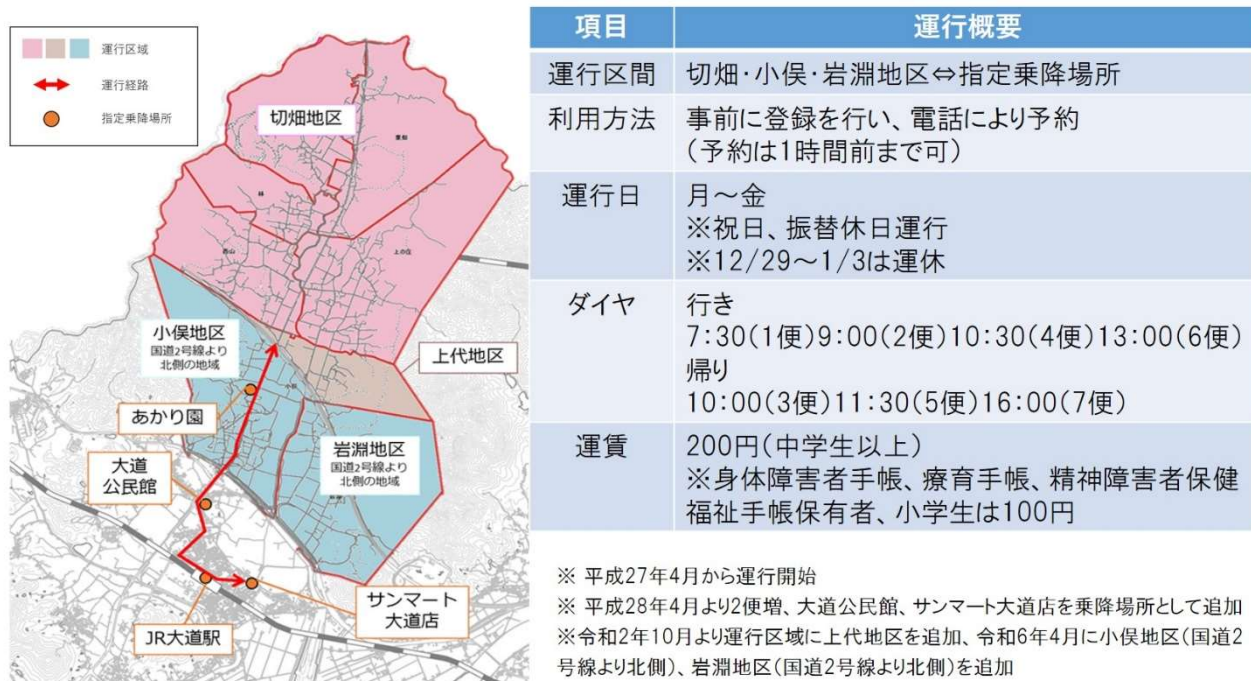 運行区域
運行経路
指定乗降場所
切畑地区
小俣地区
国道2号線より
北側の地域
上代地区
あかり園
岩淵地区
国道2号線より
北側の地域
大道
公民館
サンマート
大道店
JR大道駅
項目 運行概要
運行区間 切畑・小俣・岩淵地区⇔指定乗降場所
利用方法 事前に登録を行い、電話により予約
（予約は1時間前まで可）
運行日 月～金
※祝日、振替休日運行
※12/29～1/3は運休
ダイヤ 行き
7:30(1便)9:00(2便)10:30(4便)13:00(6便)
帰り
10:00(3便)11:30(5便)16:00(7便)
運賃 200円(中学生以上)
※身体障害者手帳、療育手帳、精神障害者保健
福祉手帳保有者、小学生は100円
※ 平成27年4月から運行開始
※ 平成28年4月より2便増、大道公民館、サンマート大道店を乗降場所として追加
※令和2年10月より運行区域に上代地区を追加、令和6年4月に小俣地区(国道2
号線より北側)、岩淵地区(国道2号線より北側)を追加